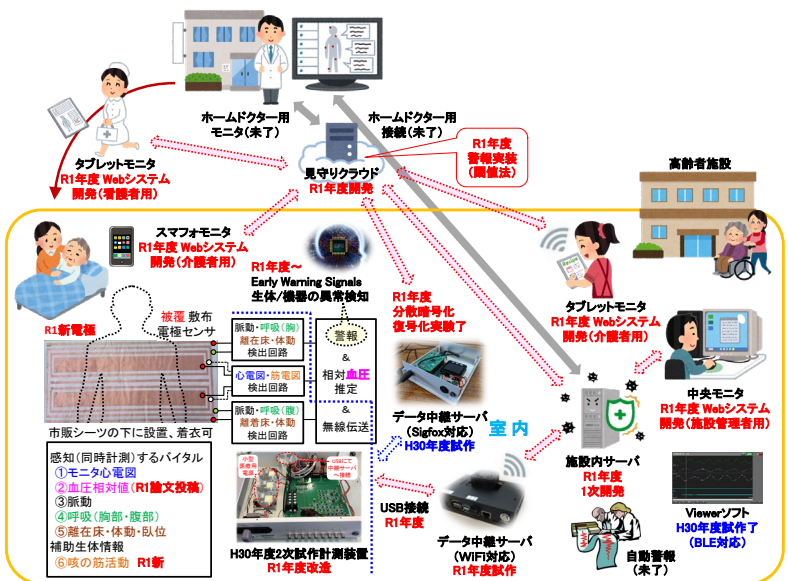 ホームドクター用
モニタ(未了)
ホームドクター用
接続(未了)
タブレットモニタ
R1年度 Webシステム
開発(看護者用)
見守りクラウド
R1年度開発
R1年度
警報実装
(閾値法)
高齢者施設
スマフォモニタ
R1年度 Webシステム
開発(介護者用)
R1年度～
Early Warning Signals
生体/機器の異常検知
R1年度
分散暗号化
復号化実験了
タブレットモニタ
R1年度 Webシステム
開発(介護者用)
R1新電極
被覆 敷布
電極センサ
脈動・呼吸(胸)
離在床・体動
検出回路
心電図・筋電図
検出回路
脈動・呼吸(腹)
離着床・体動
検出回路
警報
&
相対血圧
推定
&
無線伝送
市販シーツの下に設置、着衣可
データ中継サーバ
(Sigfox対応)
H30年度試作
室内
中央モニタ
R1年度 Webシステム
開発(施設管理者用)
施設内サーバ
R1年度
1次開発
感知(同時計測)するバイタル
①モニタ心電図
②血圧相対値(R1論文投稿)
③脈動
④呼吸(胸部・腹部)
⑤離在床・体動・臥位
補助生体情報
⑥咳の筋活動 R1新
小型
医療用
電源
USBにて
中継サーバ
へ接続
H30年度2次試作計測装置
R1年度改造
USB接続
R1年度
データ中継サーバ
(WiFi対応)
R1年度試作
自動警報
(未了)
Viewerソフト
H30年度試作了
(BLE対応)